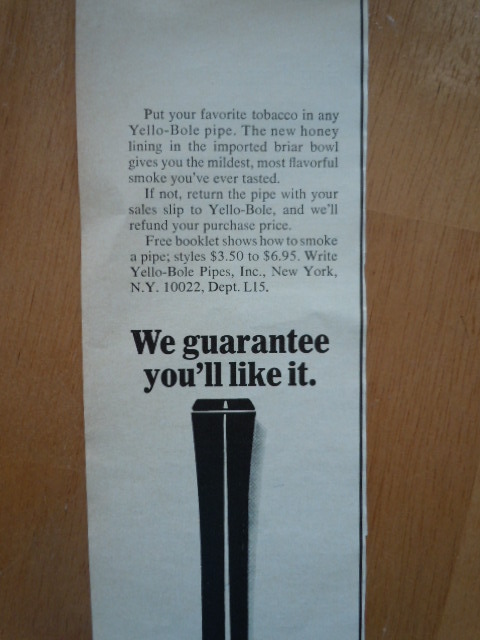 Put your favorite tobacco in any
Yello-Bole pipe. The new honey
lining in the imported briar bowl
gives you the mildest, most flavorful
smoke you've ever tasted.
If not, return the pipe with your
sales slip to Yello-Bole, and we'll
refund your purchase price.
Free booklet shows how to smoke
a pipe; styles $3.50 to $6.95. Write
Yello-Bole Pipes, Inc., New York,
N.Y. 10022, Dept. L15.
We guarantee
you'll like it.